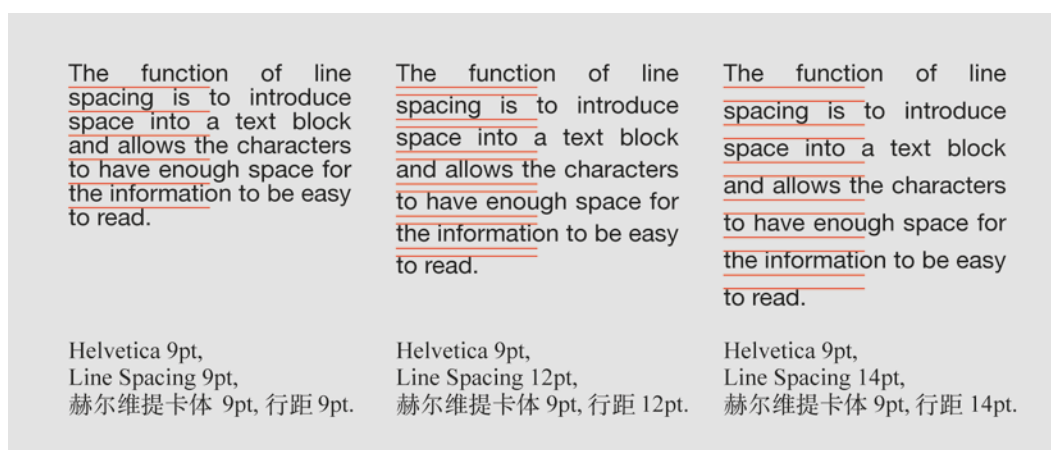 The function of line
spacing is to introduce
space into a text block
and allows the characters
to have enough space for
the information to be easy
to read.
Helvetica 9pt,
Line Spacing 9pt,
赫尔维提卡体 9pt, 行距 9pt.
The function of line
spacing is to introduce
space into a text block
and allows the characters
to have enough space for
the information to be easy
to read.
Helvetica 9pt,
Line Spacing 12pt,
赫尔维提卡体 9pt, 行距 12pt.
The function of line
spacing is to introduce
space into a text block
and allows the characters
to have enough space for
the information to be easy
to read.
Helvetica 9pt,
Line Spacing 14pt,
赫尔维提卡体 9pt, 行距 14pt.